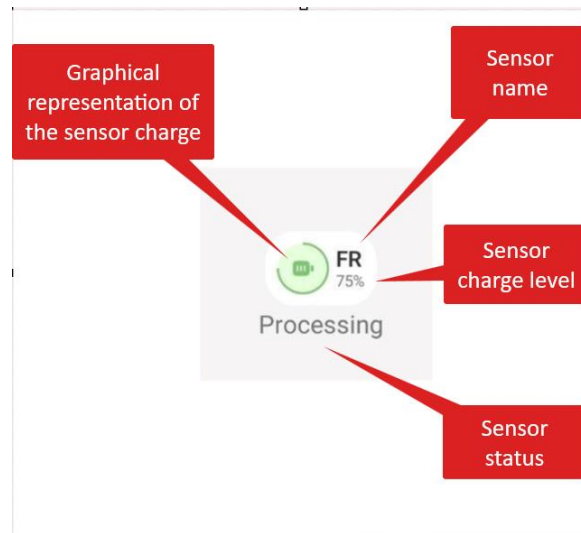 Graphical
representation of
the sensor charge
Sensor
name
FR
75%
Sensor
charge level
Processing
Sensor
status